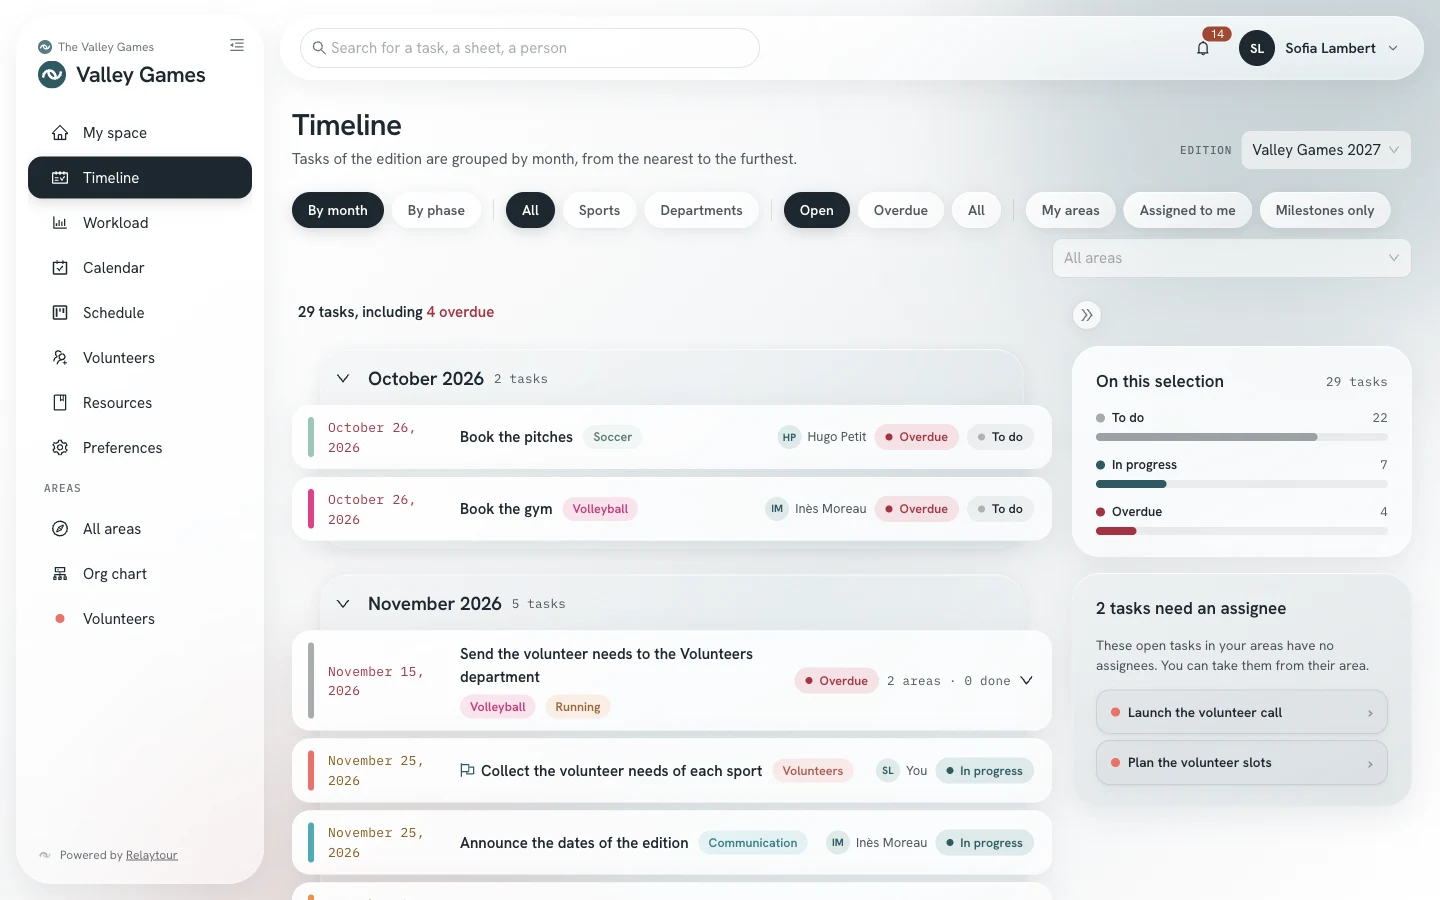 The Valley Games
Valley Games
My space
Timeline
Workload
Calendar
Schedule
Volunteers
Resources
Preferences
AREAS
All areas
Org chart
Volunteers
Powered by Relaytour
Search for a task, a sheet, a person
14
SL
Sofia Lambert
Timeline
Tasks of the edition are grouped by month, from the nearest to the furthest.
EDITION
Valley Games 2027
By month
By phase
All
Sports
Departments
Open
Overdue
All
My areas
Assigned to me
Milestones only
All areas
29 tasks, including 4 overdue
October 2026 2 tasks
October 26,
2026
Book the pitches
Soccer
HP
Hugo Petit
Overdue
To do
October 26,
2026
Book the gym
Volleyball
IM
Inès Moreau
Overdue
To do
November 2026 5 tasks
November 15,
2026
Send the volunteer needs to the Volunteers
department
Volleyball
Running
Overdue
2 areas · 0 done
November 25,
2026
Collect the volunteer needs of each sport
Volunteers
SL
You
In progress
November 25,
2026
Announce the dates of the edition
Communication
IM
Inès Moreau
In progress
On this selection
29 tasks
To do
22
In progress
7
Overdue
4
2 tasks need an assignee
These open tasks in your areas have no
assignees. You can take them from their area.
Launch the volunteer call
Plan the volunteer slots